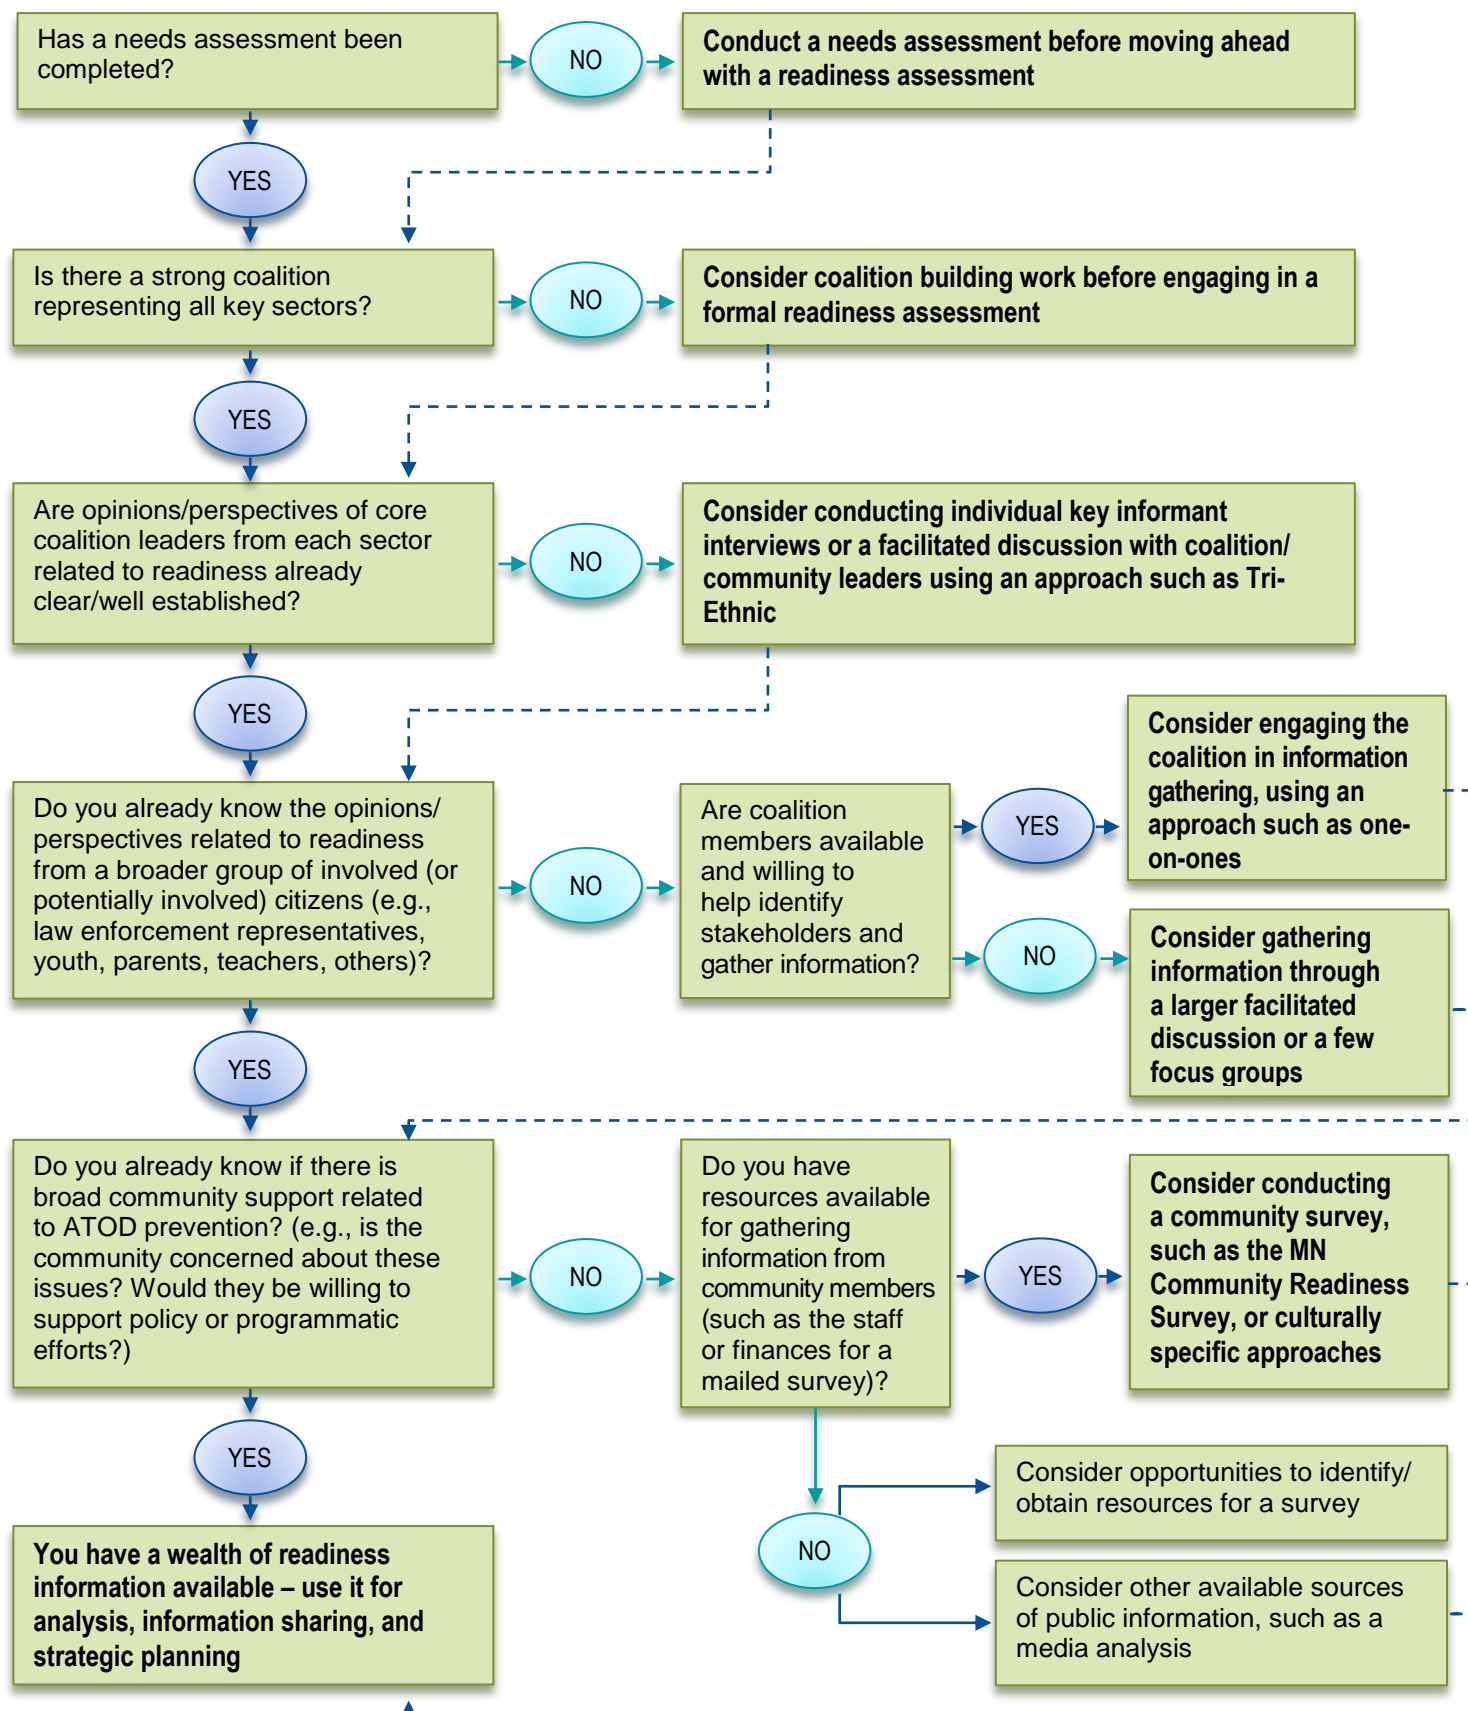 Has a needs assessment been
completed?
NO
Conduct a needs assessment before moving ahead
with a readiness assessment
YES
Is there a strong coalition
representing all key sectors?
NO
Consider coalition building work before engaging in a
formal readiness assessment
YES
Are opinions/perspectives of core
coalition leaders from each sector
related to readiness already
clear/well established?
NO
Consider conducting individual key informant
interviews or a facilitated discussion with coalition/
community leaders using an approach such as Tri-
Ethnic
YES
Do you already know the opinions/
perspectives related to readiness
from a broader group of involved (or
potentially involved) citizens (e.g.,
law enforcement representatives,
youth, parents, teachers, others)?
NO
Are coalition
members available
and willing to
help identify
stakeholders and
gather information?
YES
Consider engaging the
coalition in information
gathering, using an
approach such as one-
on-ones
NO
Consider gathering
information through
a larger facilitated
discussion or a few
focus groups
YES
Do you already know if there is
broad community support related
to ATOD prevention? (e.g., is the
community concerned about these
issues? Would they be willing to
support policy or programmatic
efforts?)
NO
Do you have
resources available
for gathering
information from
community members
(such as the staff
or finances for a
mailed survey)?
YES
Consider conducting
a community survey,
such as the MN
Community Readiness
Survey, or culturally
specific approaches
YES
NO
Consider opportunities to identify/
obtain resources for a survey
Consider other available sources
of public information, such as a
media analysis
You have a wealth of readiness
information available – use it for
analysis, information sharing, and
strategic planning